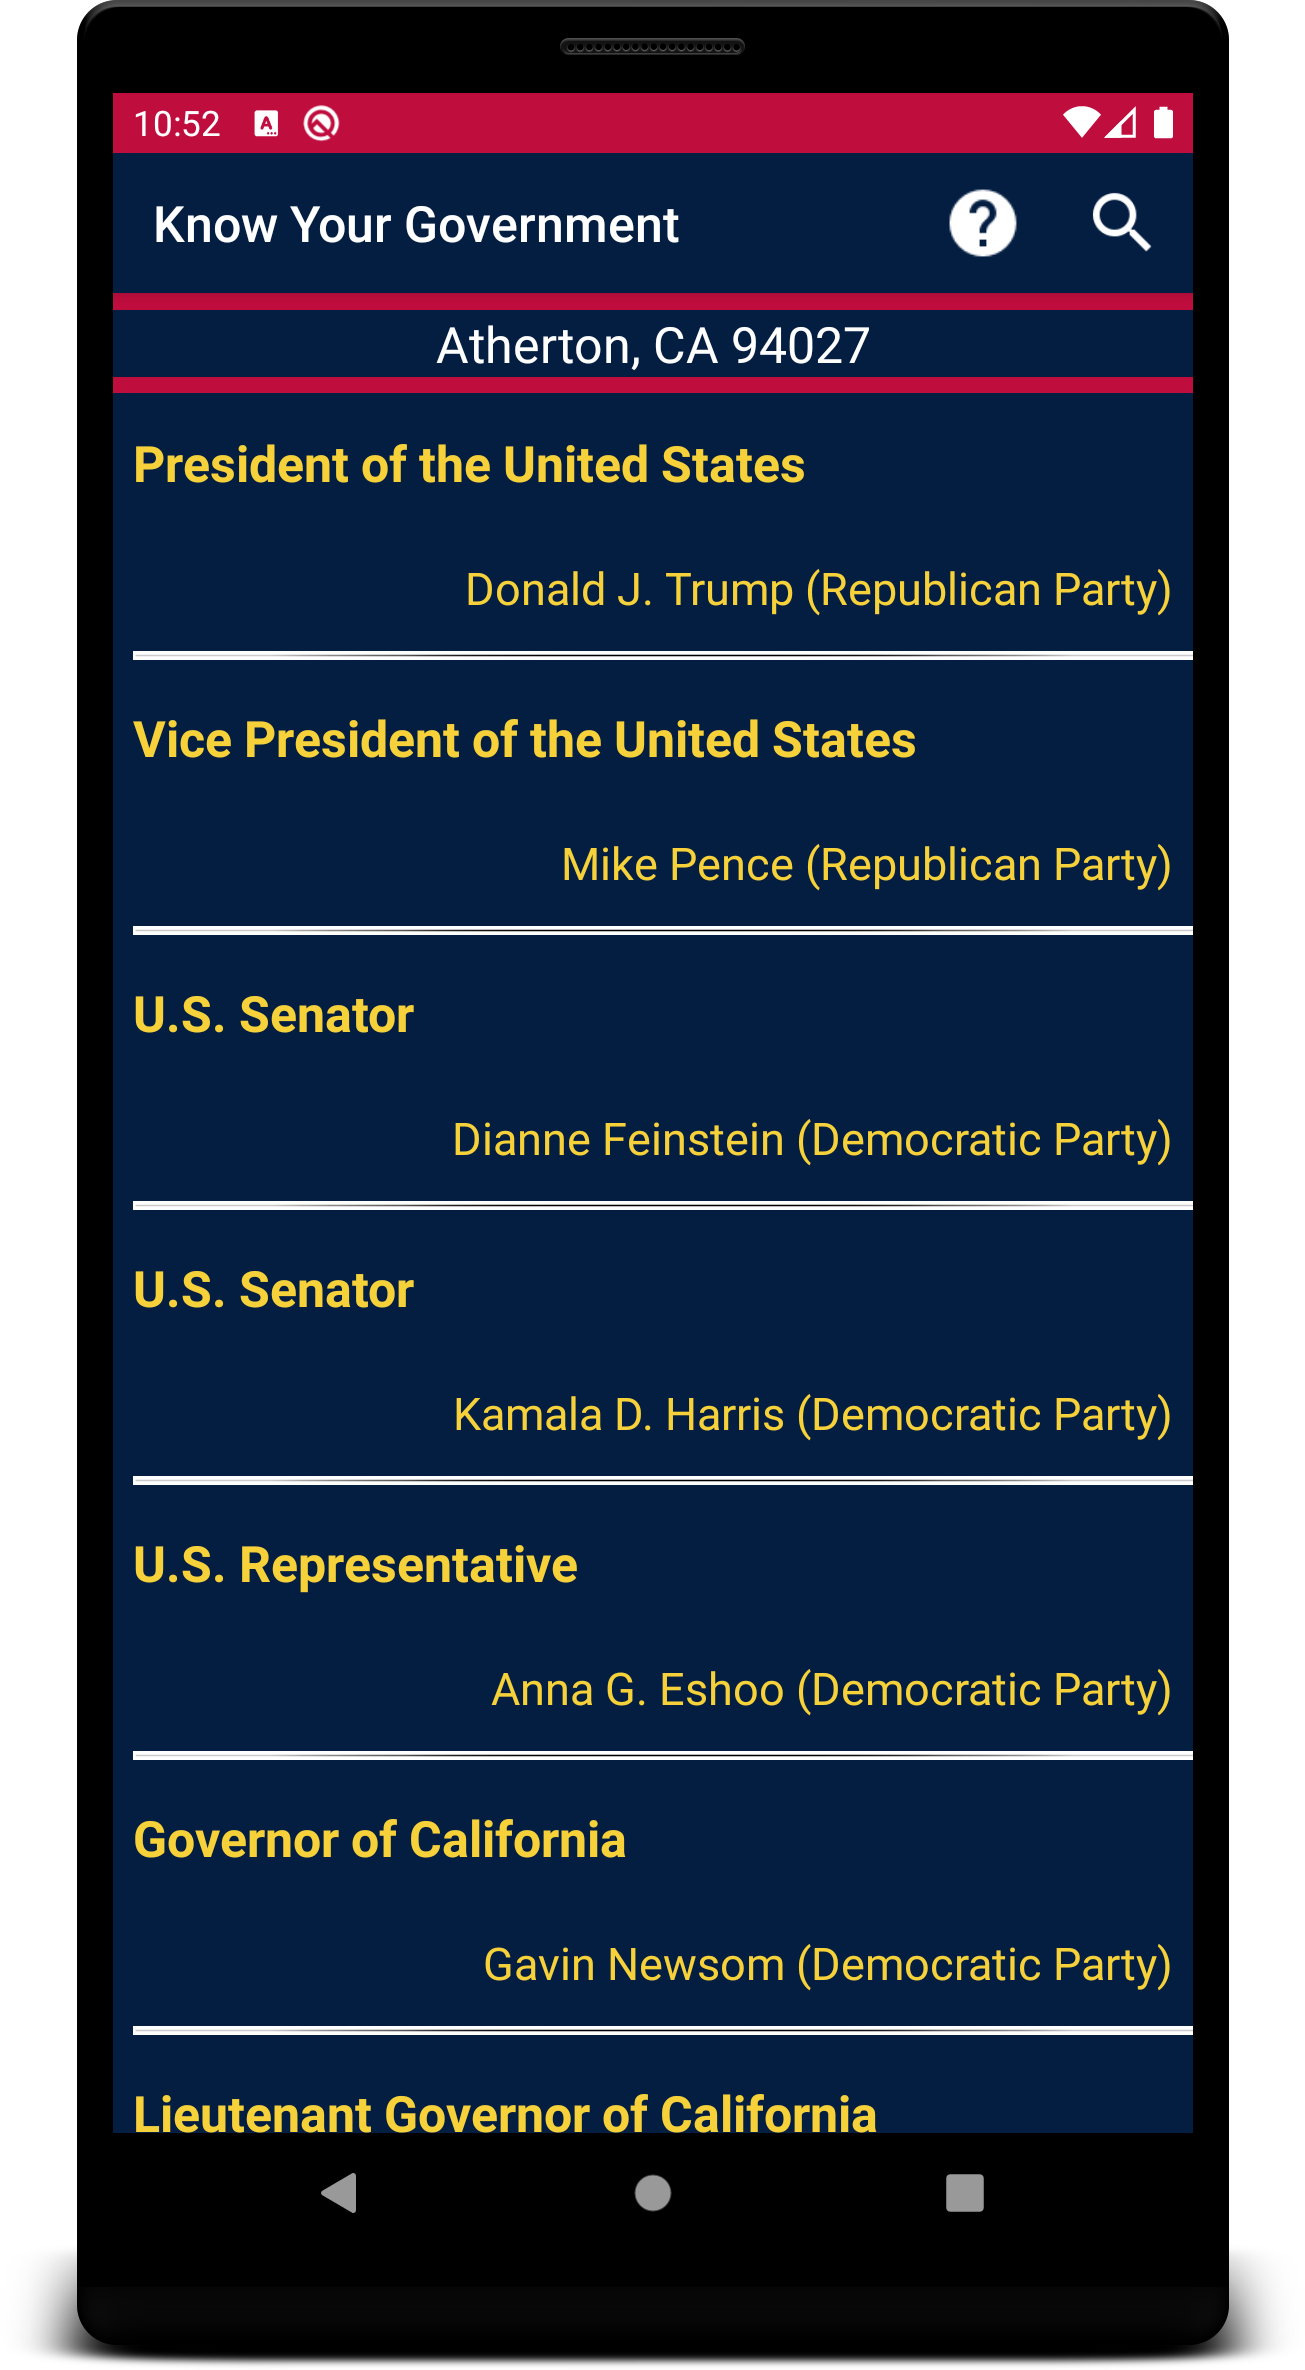 10:52
Know Your Government
Atherton, CA 94027
President of the United States
Donald J. Trump (Republican Party)
Vice President of the United States
Mike Pence (Republican Party)
U.S. Senator
Dianne Feinstein (Democratic Party)
U.S. Senator
Kamala D. Harris (Democratic Party)
U.S. Representative
Anna G. Eshoo (Democratic Party)
Governor of California
Gavin Newsom (Democratic Party)
Lieutenant Governor of California